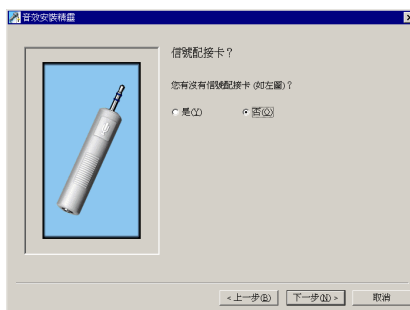 音效安裝精靈
信號配接卡？
您有沒有信號配接卡 (如左圖)？
是(Y)
否(O)
<上一步(B)
下一步(N) >
取消